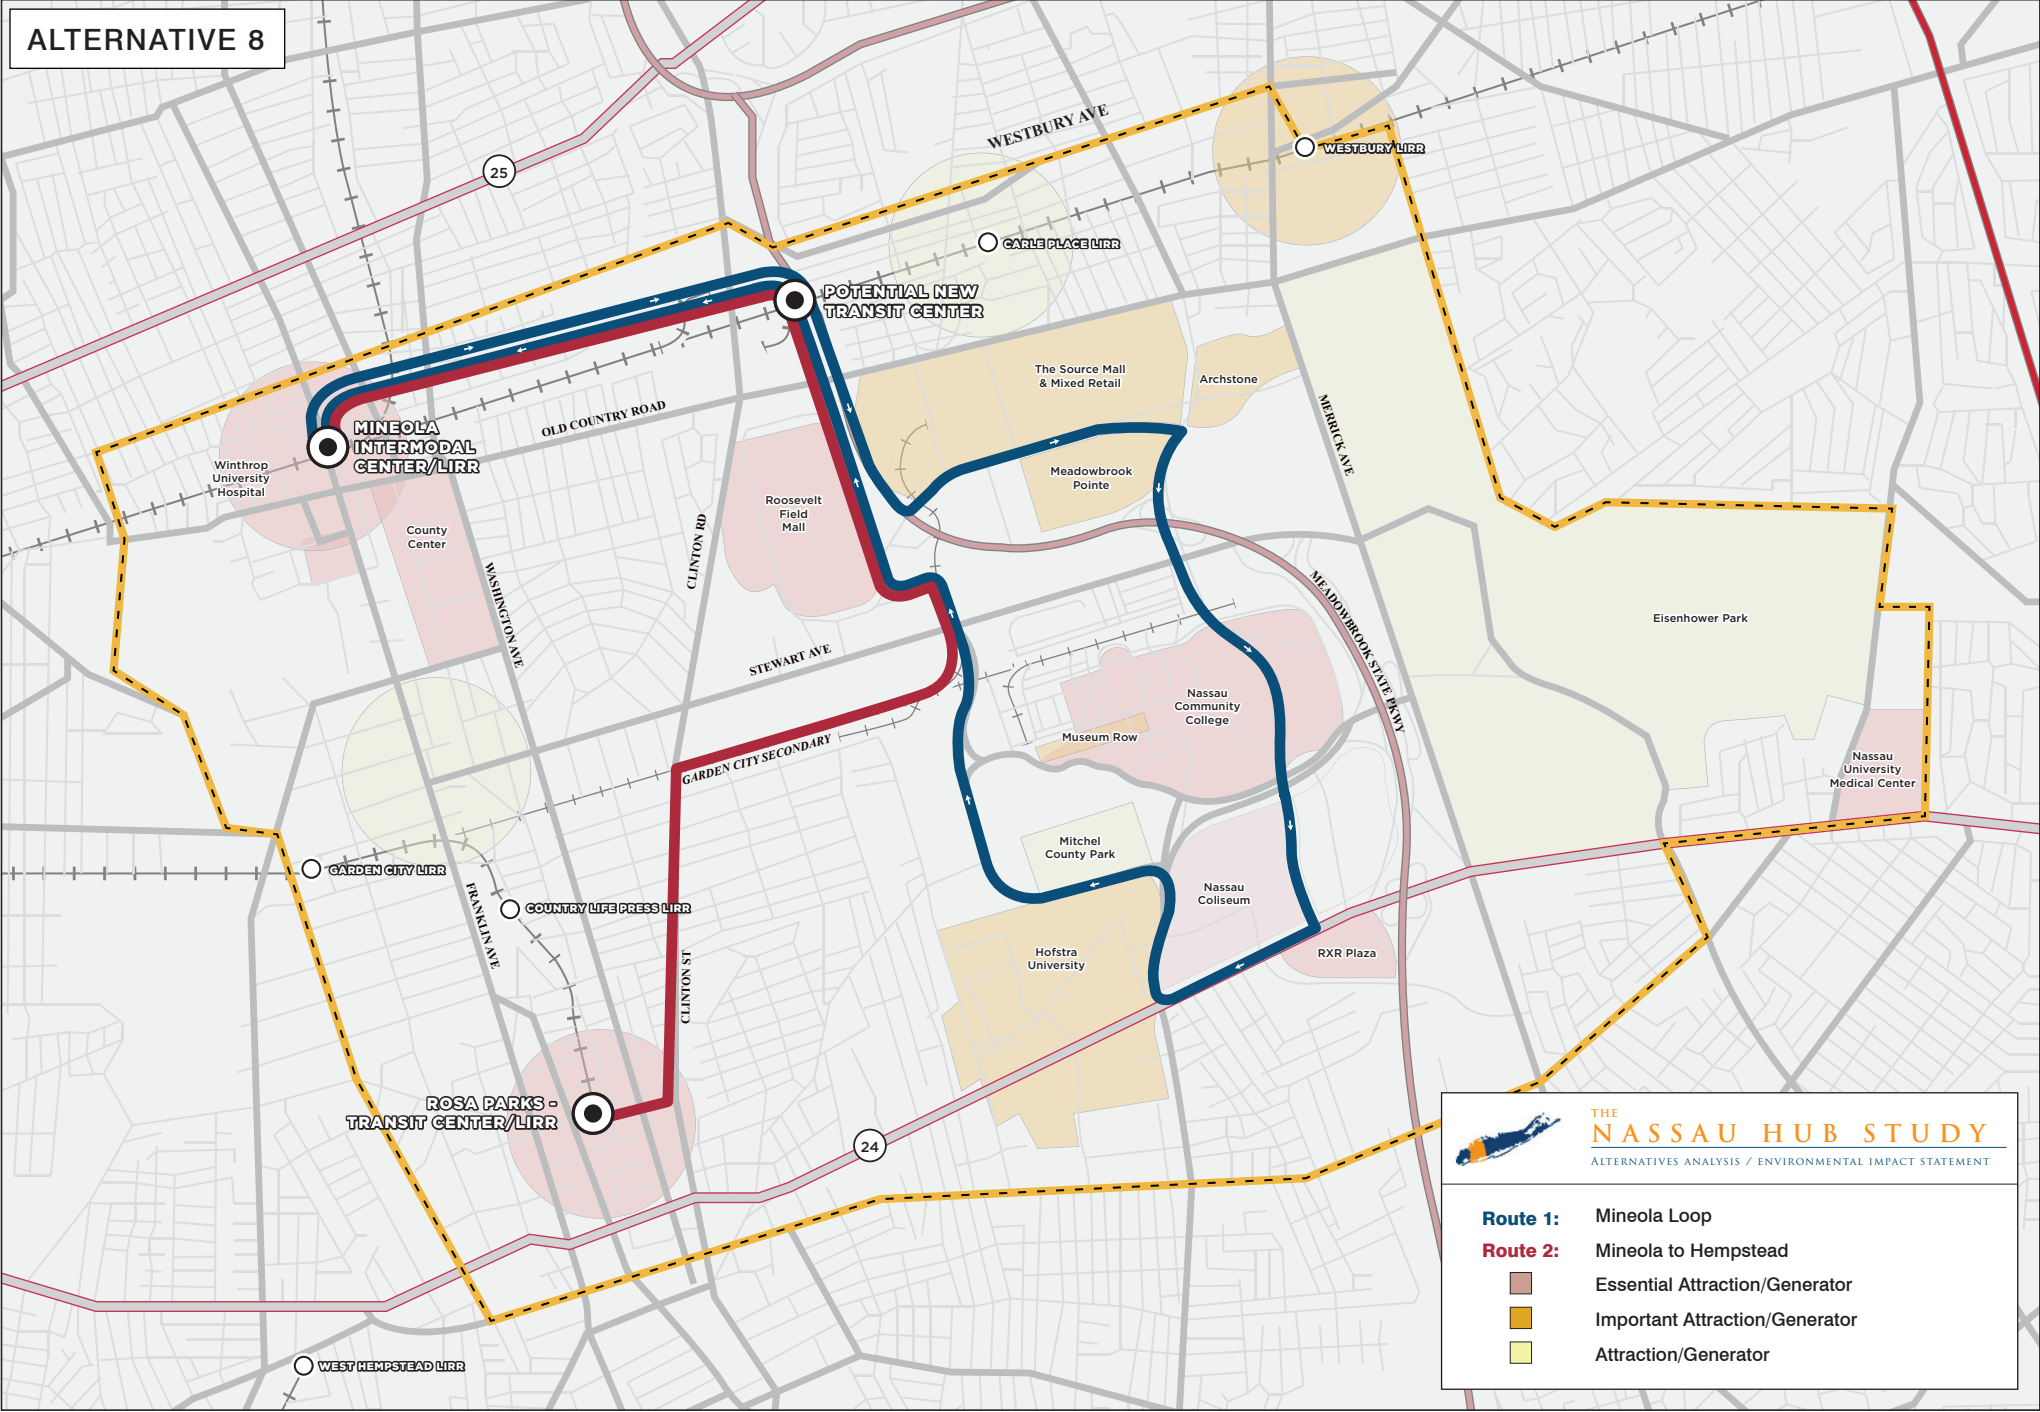 ALTERNATIVE 8
25
WESTBURY AVE
WESTBURY LIRR
CARLE PLACE LIRR
POTENTIAL NEW
TRANSIT CENTER
The Source Mall
& Mixed Retail
Archstone
MERRICK AVE
OLD COUNTRY ROAD
MINEOLA
INTERMODAL
CENTER/LIRR
Winthrop
University
Hospital
County
Center
Roosevelt
Field
Mall
Meadowbrook
Pointe
CLINTON RD
WASHINGTON AVE
MEADOWBROOK STATE PKWY
Eisenhower Park
STEWART AVE
Nassau
Community
College
Museum Row
GARDEN CITY SECONDARY
Nassau
University
Medical Center
Mitchel
County Park
GARDEN CITY LIRR
COUNTRY LIFE PRESS LIRR
FRANKLIN AVE
Nassau
Coliseum
RXR Plaza
Hofstra
University
CLINTON ST
ROSA PARKS -
TRANSIT CENTER/LIRR
24
WEST HEMPSTEAD LIRR
THE
NASSAU HUB STUDY
ALTERNATIVES ANALYSIS / ENVIRONMENTAL IMPACT STATEMENT
Route 1: Mineola Loop
Route 2: Mineola to Hempstead
Essential Attraction/Generator
Important Attraction/Generator
Attraction/Generator